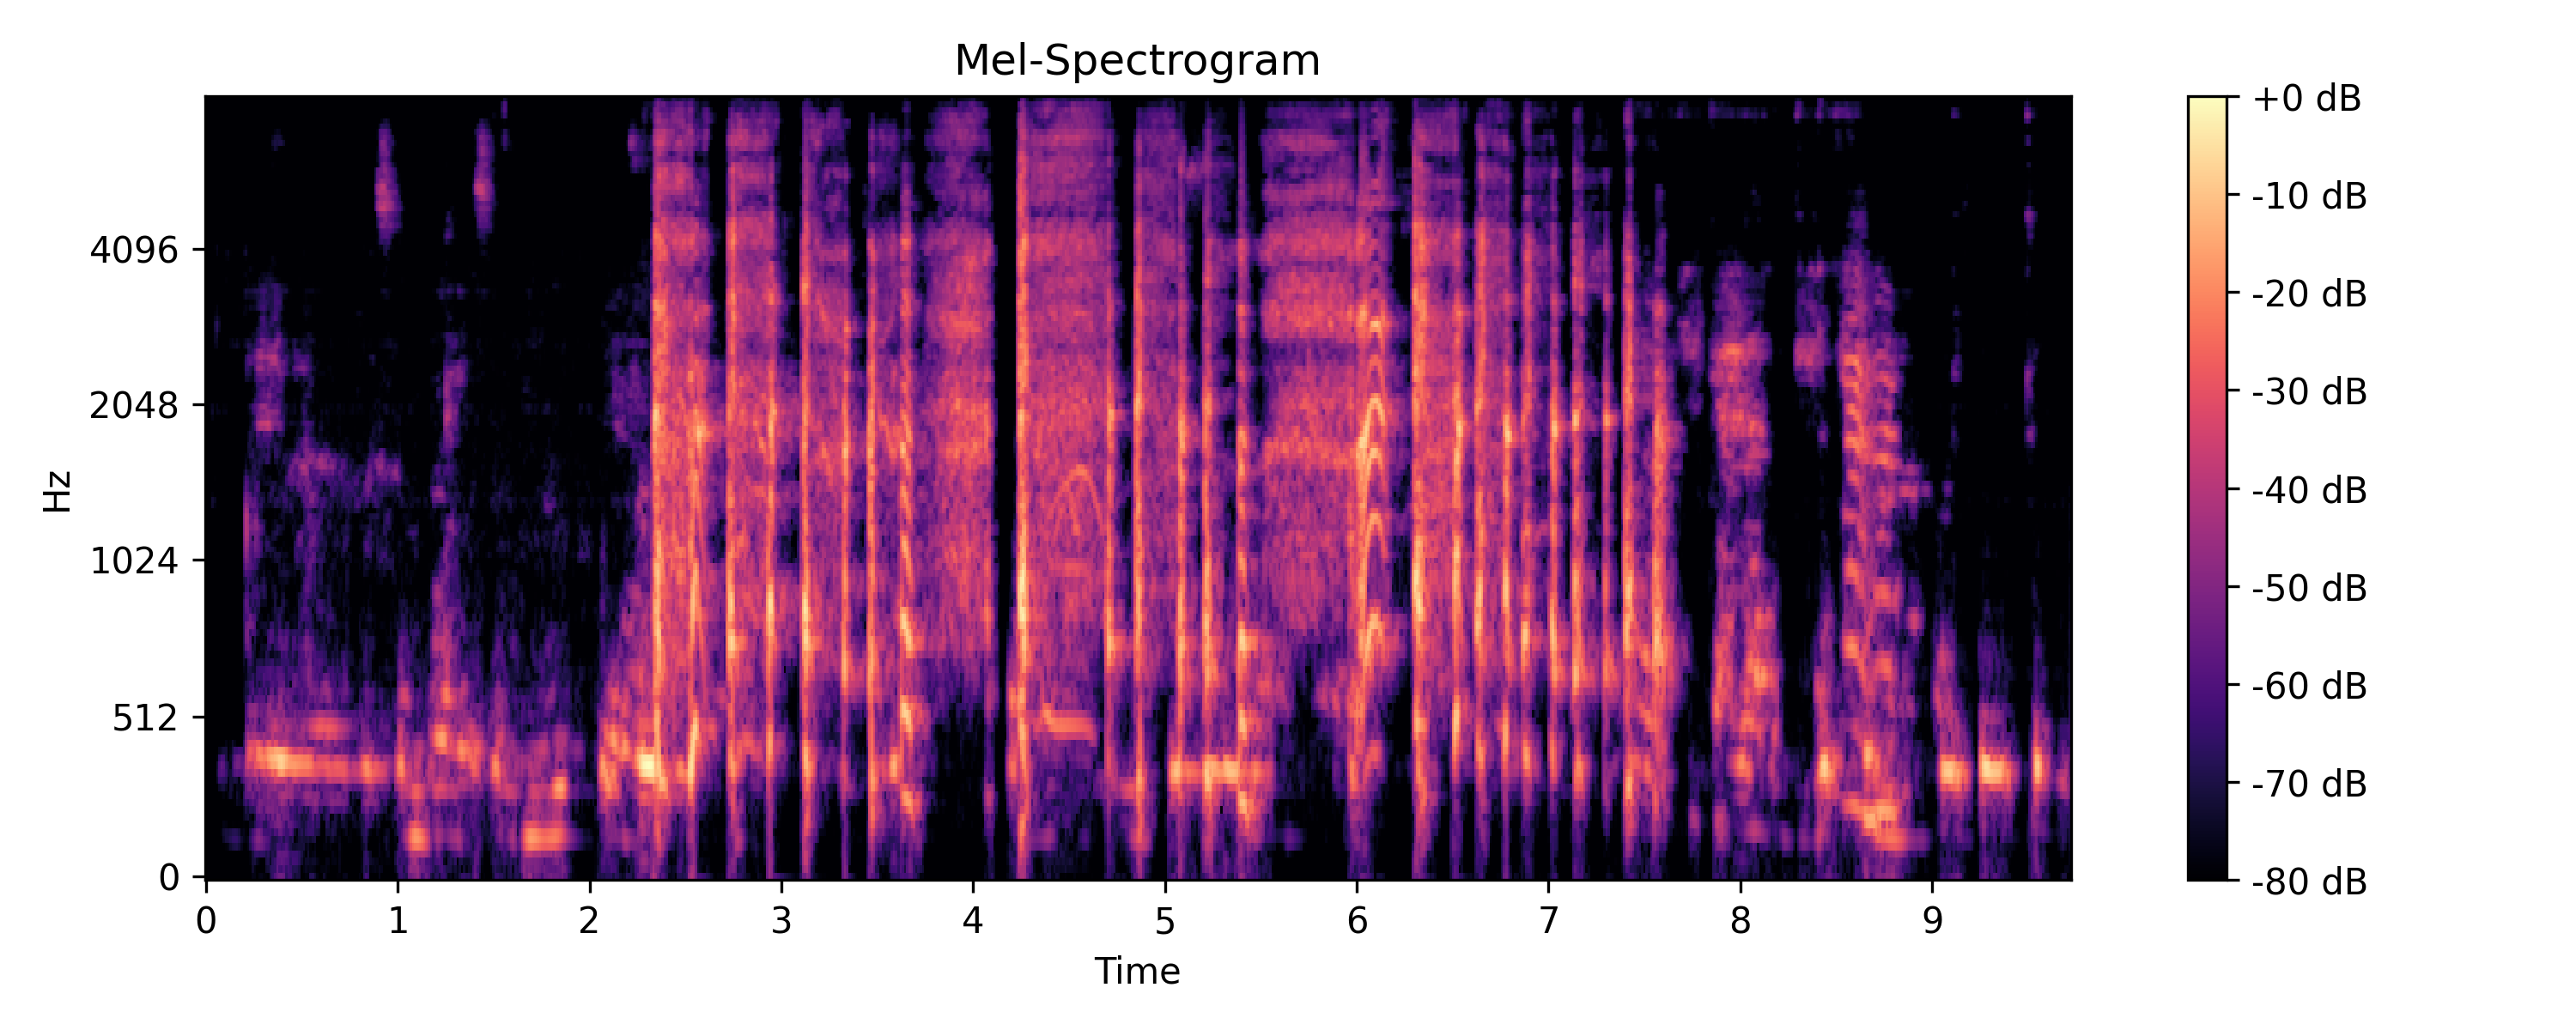 Mel-Spectrogram
Hz
4096
2048
1024
512
0
0 1 2 3 4 5 6 7 8 9
Time
+0 dB
-10 dB
-20 dB
-30 dB
-40 dB
-50 dB
-60 dB
-70 dB
-80 dB